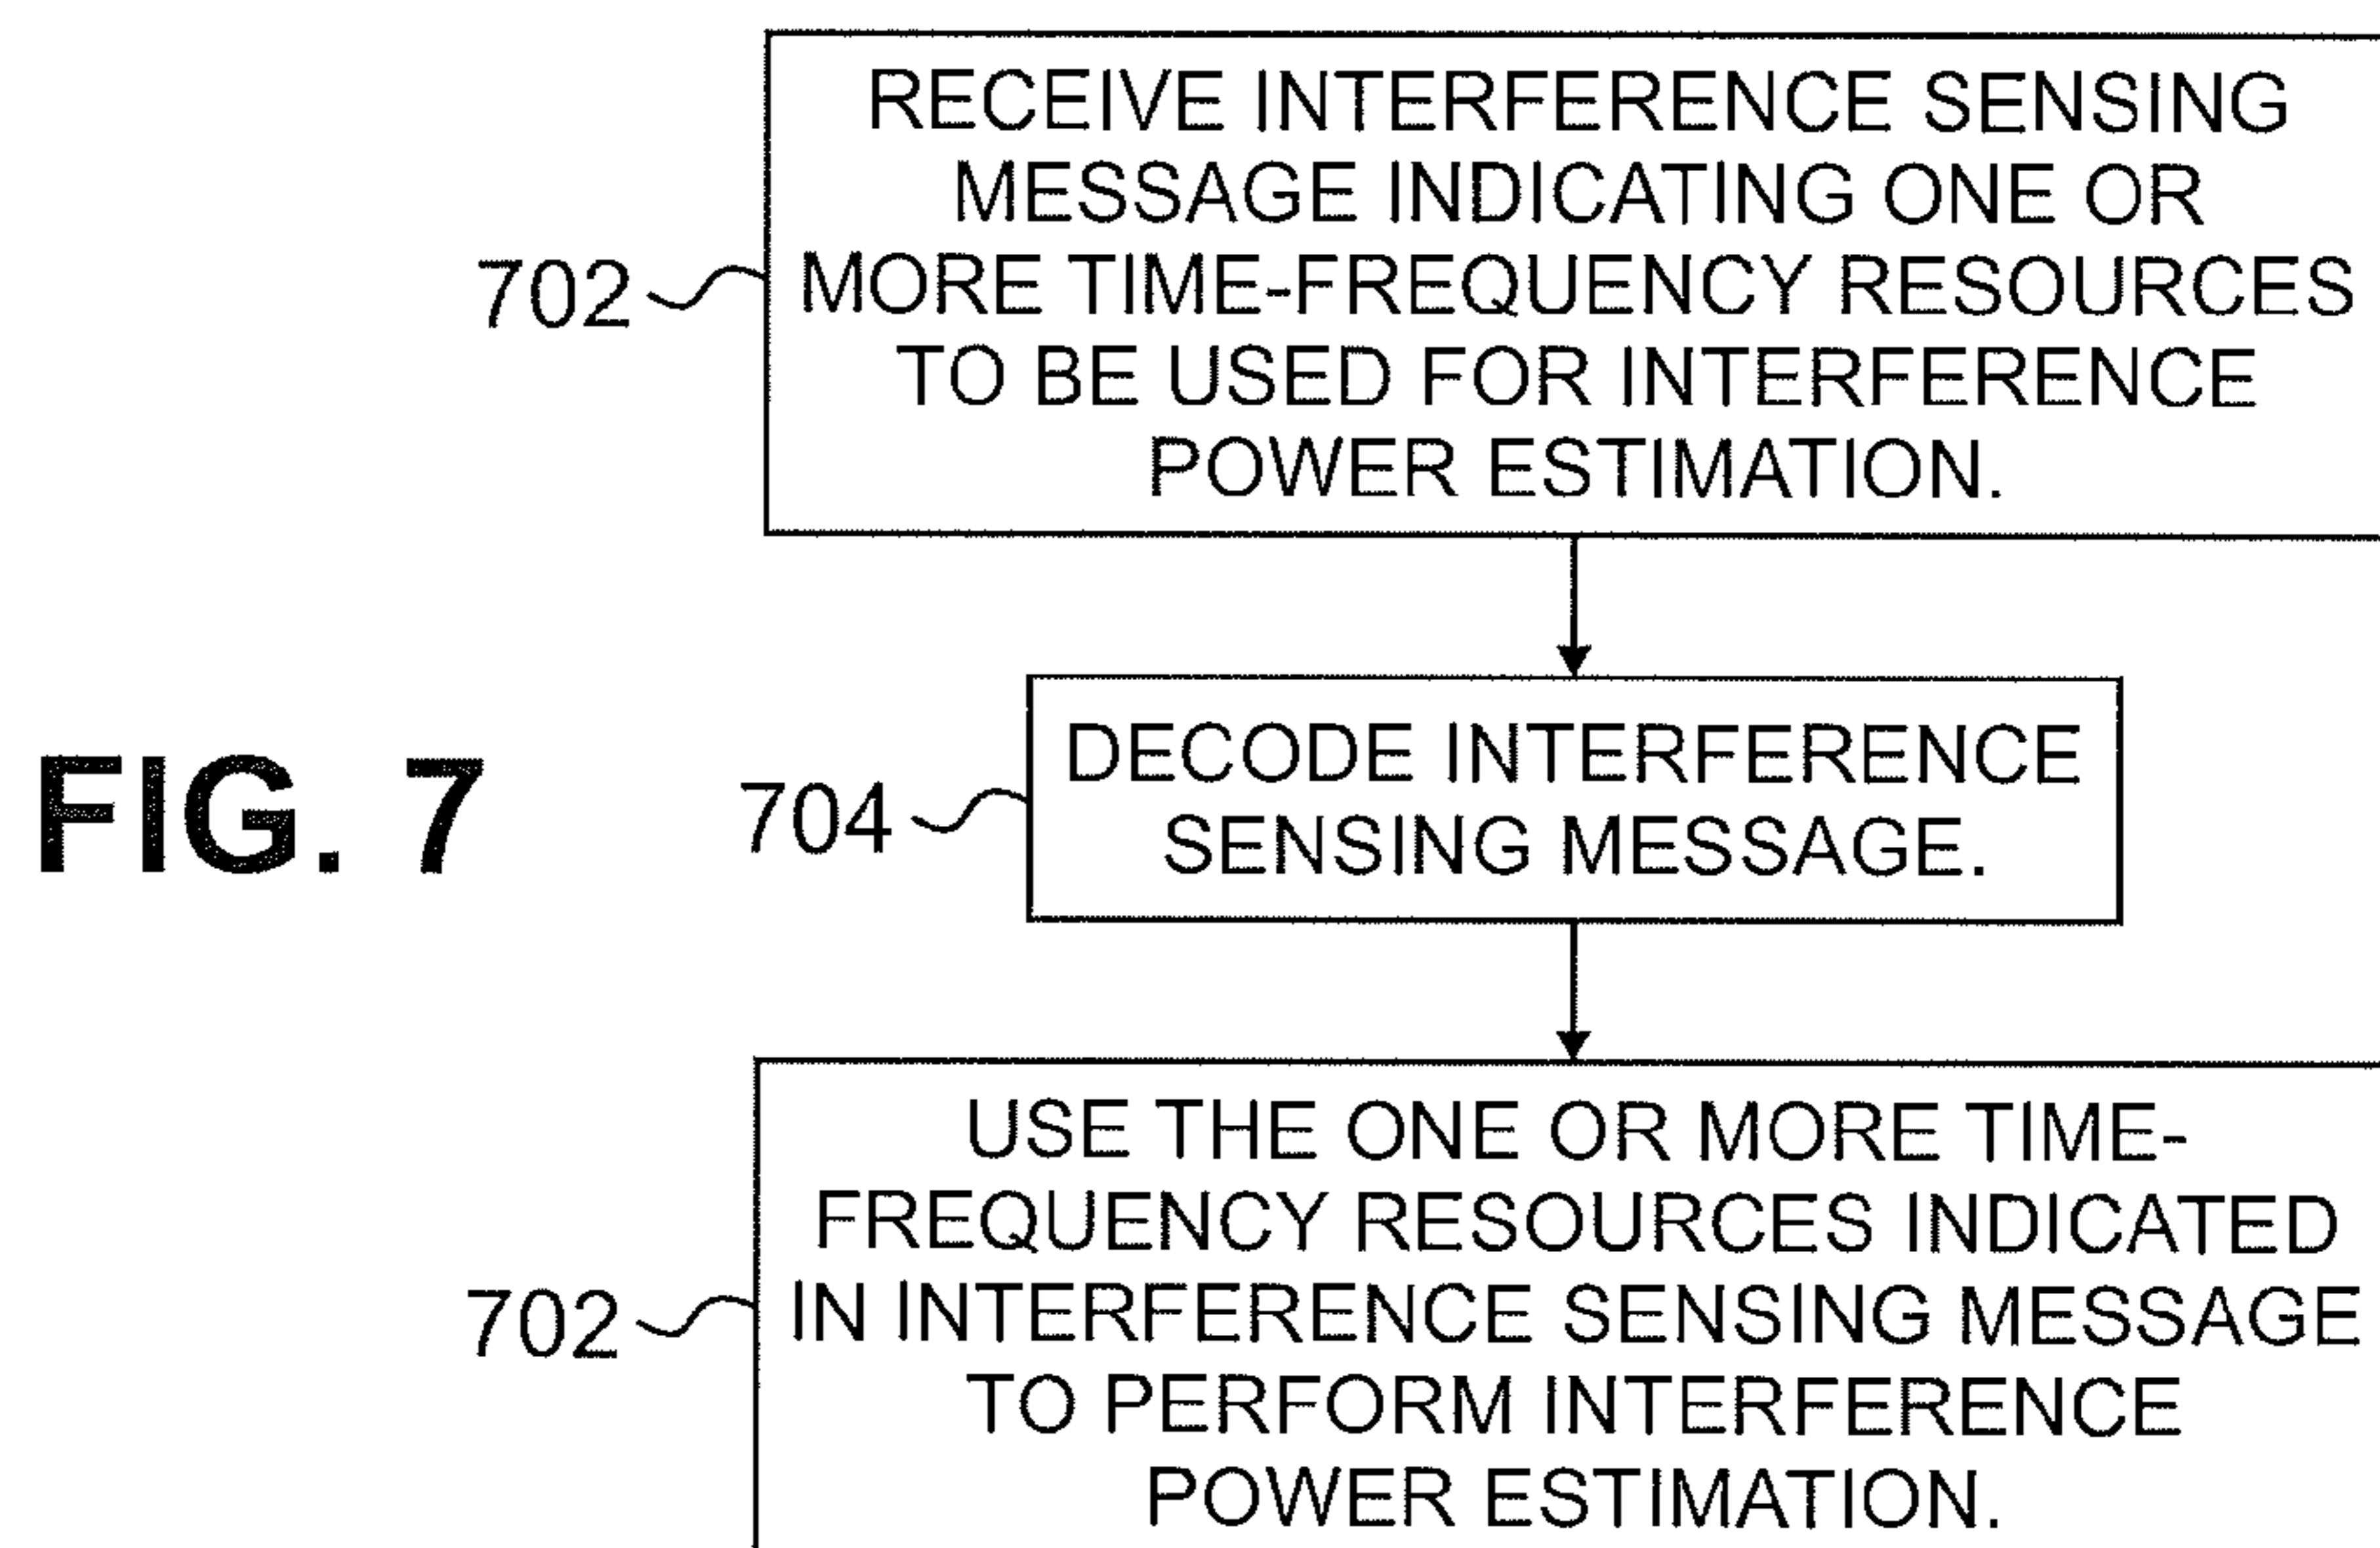 RECEIVE INTERFERENCE SENSING
MESSAGE INDICATING ONE OR
MORE TIME-FREQUENCY RESOURCES
TO BE USED FOR INTERFERENCE
POWER ESTIMATION.
702
DECODE INTERFERENCE
SENSING MESSAGE.
704
FIG. 7
USE THE ONE OR MORE TIME-
FREQUENCY RESOURCES INDICATED
IN INTERFERENCE SENSING MESSAGE
TO PERFORM INTERFERENCE
POWER ESTIMATION.
702